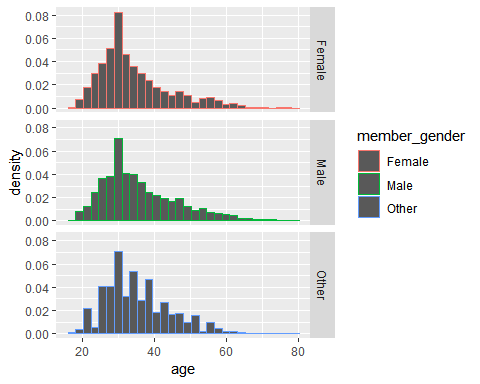 density
0.08
0.06
0.04
0.02
0.00
Female
0.08
0.06
0.04
0.02
0.00
Male
0.08
0.06
0.04
0.02
0.00
Other
20 40 60 80
age
member_gender
Female
Male
Other